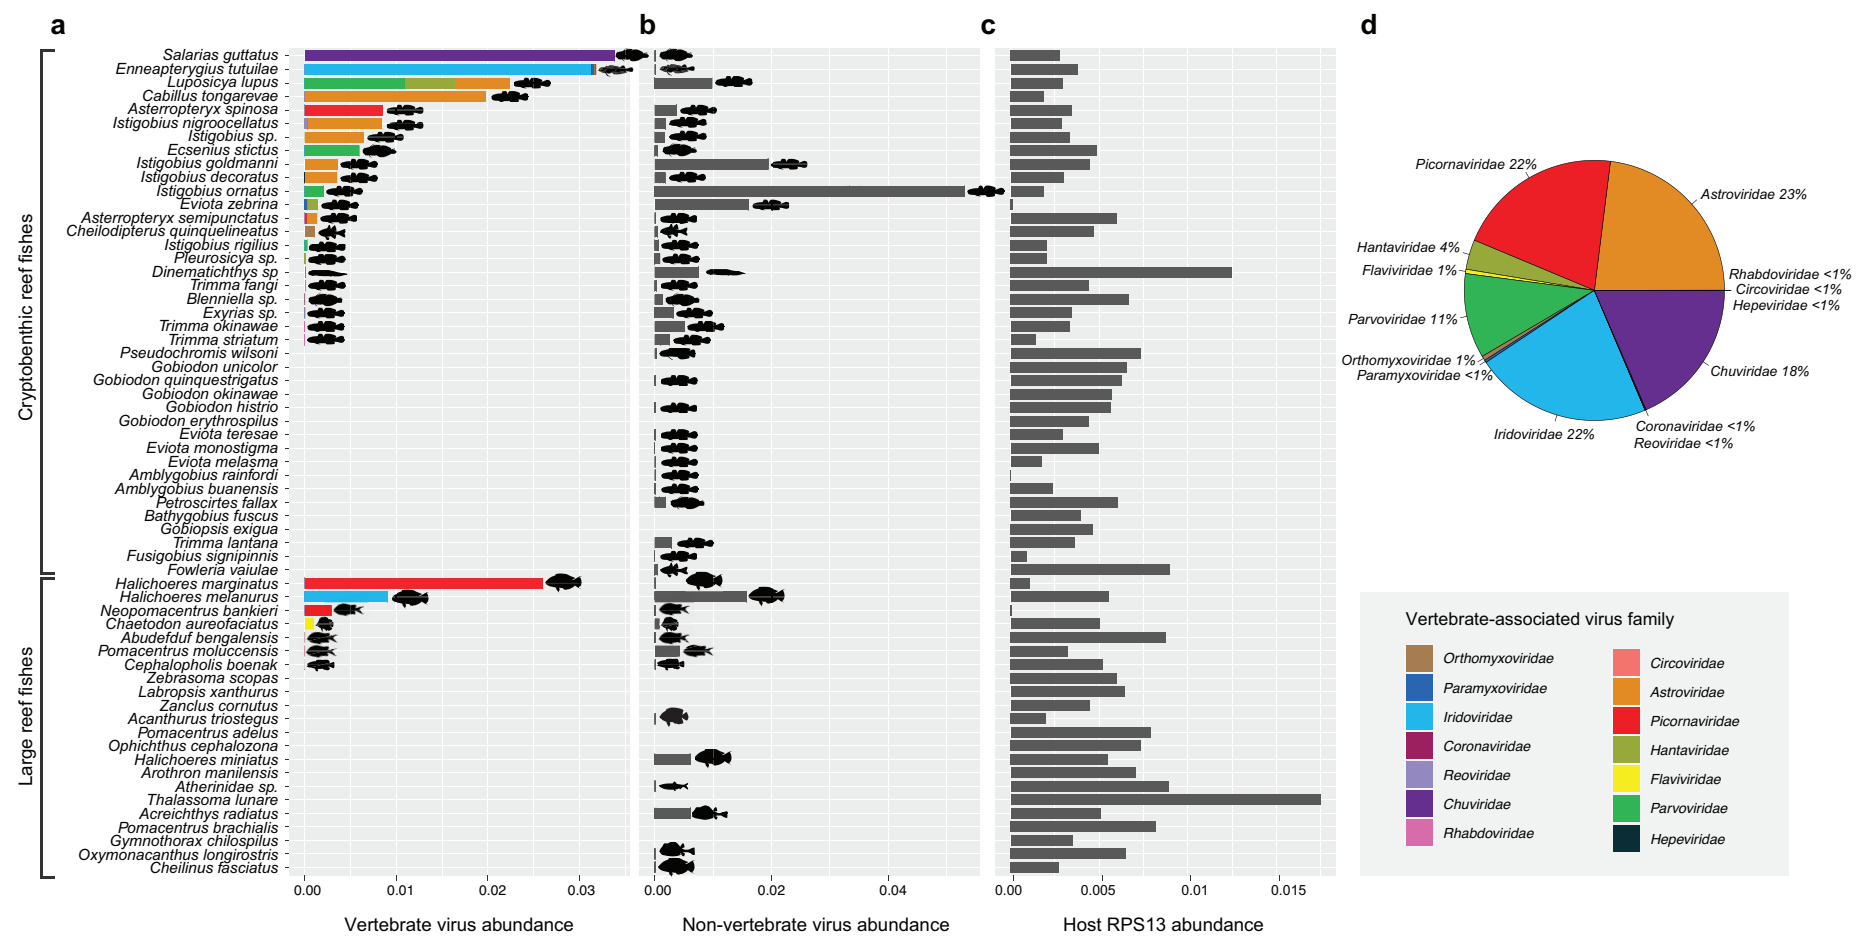 a
b
c
d
Cryptobenthic reef fishes
Large reef fishes
Salarias guttatus
Enneapterygius tutuilae
Luposicya lupus
Cabillus tongarevae
Asterropteryx spinosa
Istigobius nigroocellatus
Istigobius sp.
Ecsenius stictus
Istigobius goldmanni
Istigobius decoratus
Istigobius ornatus
Eviota zebrina
Asterropteryx semipunctatus
Cheilodipterus quinquelineatus
Istigobius rigilius
Pleurosicya sp.
Dinematichthys sp
Trimma fangi
Blenniella sp.
Exyrias sp.
Trimma okinawae
Trimma striatum
Pseudochromis wilsoni
Gobiodon unicolor
Gobiodon quinquestrigatus
Gobiodon okinawae
Gobiodon histrio
Gobiodon erythrospilus
Eviota teresae
Eviota monostigma
Eviota melasma
Amblygobius rainfordi
Amblygobius buanensis
Petroscirtes fallax
Bathygobius fuscus
Gobiopsis exigua
Trimma lantana
Fusigobius signipinnis
Fowleria vaiulae
Halichoeres marginatus
Halichoeres melanurus
Neopomacentrus bankieri
Chaetodon aureofaciatus
Abudefduf bengalensis
Pomacentrus moluccensis
Cephalopholis boenak
Zebrasoma scopas
Labropsis xanthurus
Zanclus cornutus
Acanthurus triostegus
Pomacentrus adelus
Ophichthus cephalozona
Halichoeres miniatus
Arothron manilensis
Atherinidae sp.
Thalassoma lunare
Acreichthys radiatus
Pomacentrus brachialis
Gymnothorax chilospilus
Oxymonacanthus longirostris
Cheilinus fasciatus
0.00 0.01 0.02 0.03
Vertebrate virus abundance
0.00 0.02 0.04
Non-vertebrate virus abundance
0.00 0.005 0.01 0.015
Host RPS13 abundance
Picornaviridae 22%
Astroviridae 23%
Hantaviridae 4%
Flaviviridae 1%
Rhabdoviridae <1%
Circoviridae <1%
Hepeviridae <1%
Parvoviridae 11%
Orthomyxoviridae 1%
Paramyxoviridae <1%
Chuviridae 18%
Iridoviridae 22%
Coronaviridae <1%
Reoviridae <1%
Vertebrate-associated virus family
Orthomyxoviridae
Paramyxoviridae
Iridoviridae
Coronaviridae
Reoviridae
Chuviridae
Rhabdoviridae
Circoviridae
Astroviridae
Picornaviridae
Hantaviridae
Flaviviridae
Parvoviridae
Hepeviridae